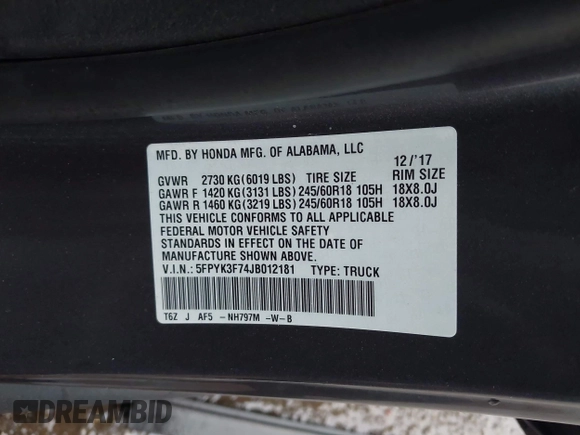 MFD. BY HONDA MFG. OF ALABAMA, LLC
12/'17
GVWR 2730 KG(6019 LBS) TIRE SIZE RIM SIZE
GAWR F 1420 KG(3131 LBS) 245/60R18 105H 18X8.0J
GAWR R 1460 KG(3219 LBS) 245/60R18 105H 18X8.0J
THIS VEHICLE CONFORMS TO ALL APPLICABLE
FEDERAL MOTOR VEHICLE SAFETY
STANDARDS IN EFFECT ON THE DATE OF
MANUFACTURE SHOWN ABOVE.
V.I.N.: 5FPYK3F74JB012181 TYPE: TRUCK
T6Z J AF5 -NH797M -W-B
DREAMBID